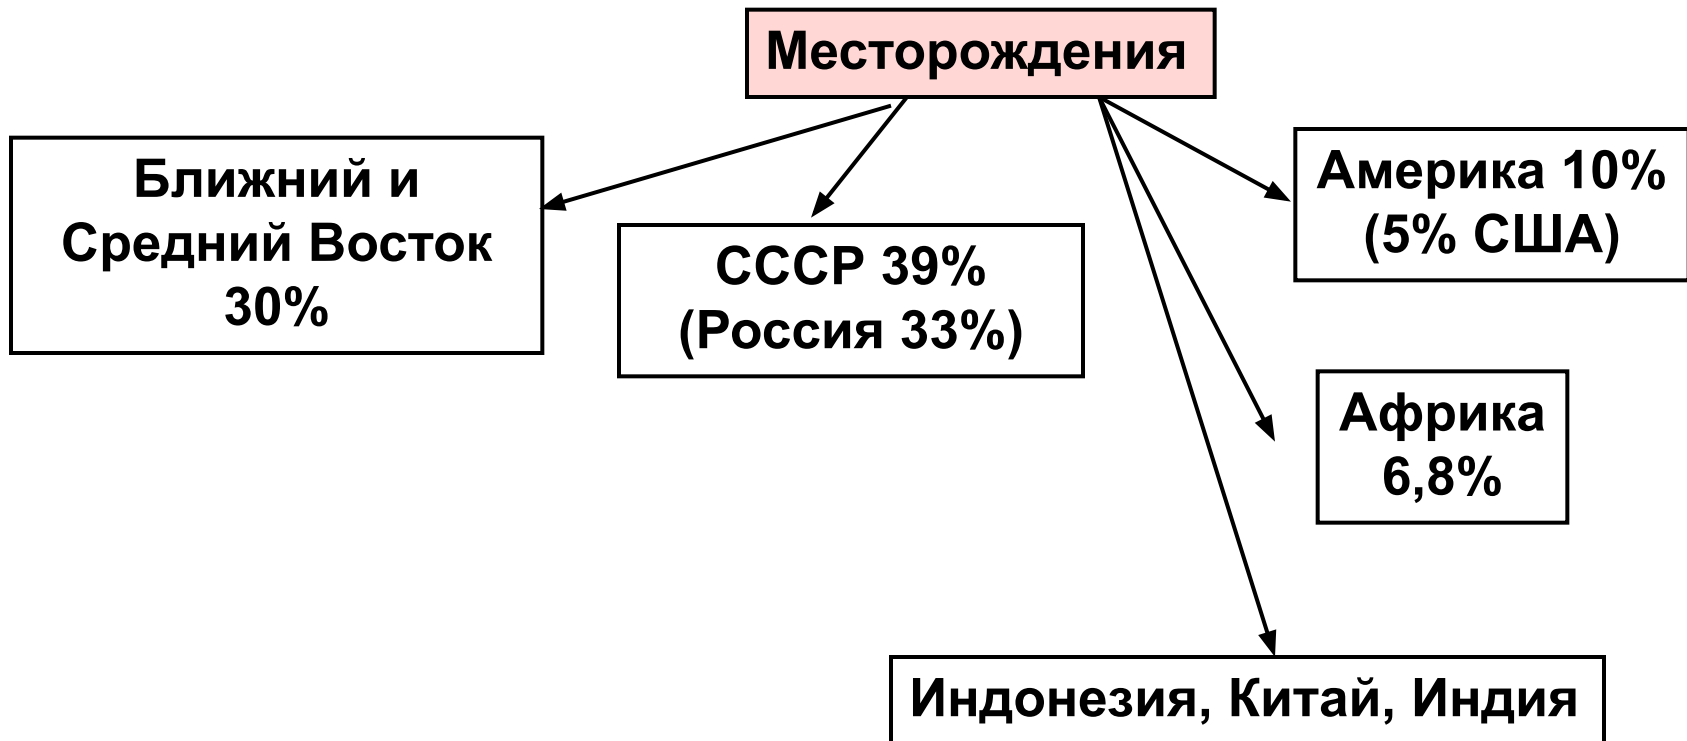 Месторождения
Ближний и
Средний Восток
30%
СССР 39%
(Россия 33%)
Америка 10%
(5% США)
Африка
6,8%
Индонезия, Китай, Индия